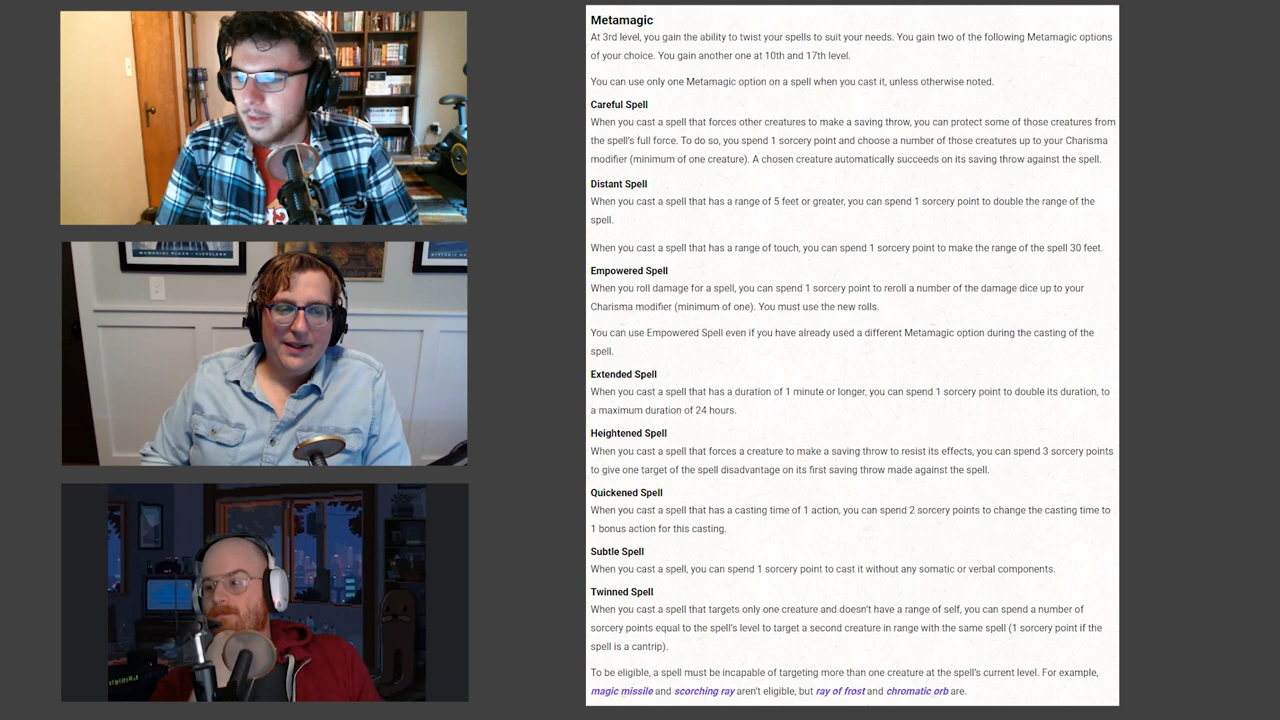 MEMORIAL PLAZA - CLEVELAND
Metamagic
At 3rd level, you gain the ability to twist your spells to suit your needs. You gain two of the following Metamagic options
of your choice. You gain another one at 10th and 17th level.
You can use only one Metamagic option on a spell when you cast it, unless otherwise noted.
Careful Spell
When you cast a spell that forces other creatures to make a saving throw, you can protect some of those creatures from
the spell's full force. To do so, you spend 1 sorcery point and choose a number of those creatures up to your Charisma
modifier (minimum of one creature). A chosen creature automatically succeeds on its saving throw against the spell.
Distant Spell
When you cast a spell that has a range of 5 feet or greater, you can spend 1 sorcery point to double the range of the
spell.
When you cast a spell that has a range of touch, you can spend 1 sorcery point to make the range of the spell 30 feet.
Empowered Spell
When you roll damage for a spell, you can spend 1 sorcery point to reroll a number of the damage dice up to your
Charisma modifier (minimum of one). You must use the new rolls.
You can use Empowered Spell even if you have already used a different Metamagic option during the casting of the
spell.
Extended Spell
When you cast a spell that has a duration of 1 minute or longer, you can spend 1 sorcery point to double its duration, to
a maximum duration of 24 hours.
Heightened Spell
When you cast a spell that forces a creature to make a saving throw to resist its effects, you can spend 3 sorcery points
to give one target of the spell disadvantage on its first saving throw made against the spell.
Quickened Spell
When you cast a spell that has a casting time of 1 action, you can spend 2 sorcery points to change the casting time to
1 bonus action for this casting.
Subtle Spell
When you cast a spell, you can spend 1 sorcery point to cast it without any somatic or verbal components.
Twinned Spell
When you cast a spell that targets only one creature and doesn't have a range of self, you can spend a number of
sorcery points equal to the spell's level to target a second creature in range with the same spell (1 sorcery point if the
spell is a cantrip).
To be eligible, a spell must be incapable of targeting more than one creature at the spell's current level. For example,
magic missile and scorching ray aren't eligible, but ray of frost and chromatic orb are.